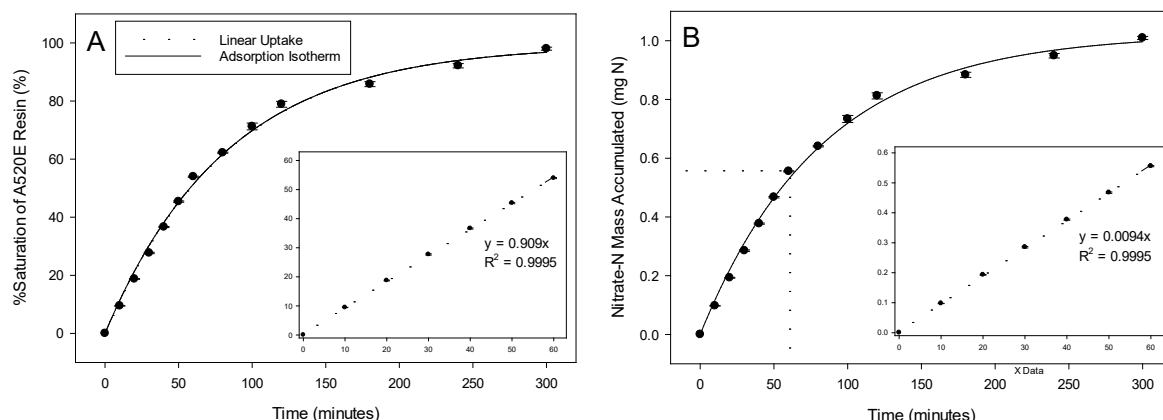 A
Linear Uptake
Adsorption Isotherm
%Saturation of A520E Resin (%)
100
80
60
40
20
0
0 50 100 150 200 250 300
Time (minutes)
60
50
40
30
20
10
0
0 10 20 30 40 50 60
y = 0.909x
R² = 0.9995
B
Nitrate-N Mass Accumulated (mg N)
1.0
0.8
0.6
0.4
0.2
0.0
0 50 100 150 200 250 300
Time (minutes)
0.6
0.5
0.4
0.3
0.2
0.1
0.0
0 10 20 30 40 50 60
X Data
y = 0.0094x
R² = 0.9995